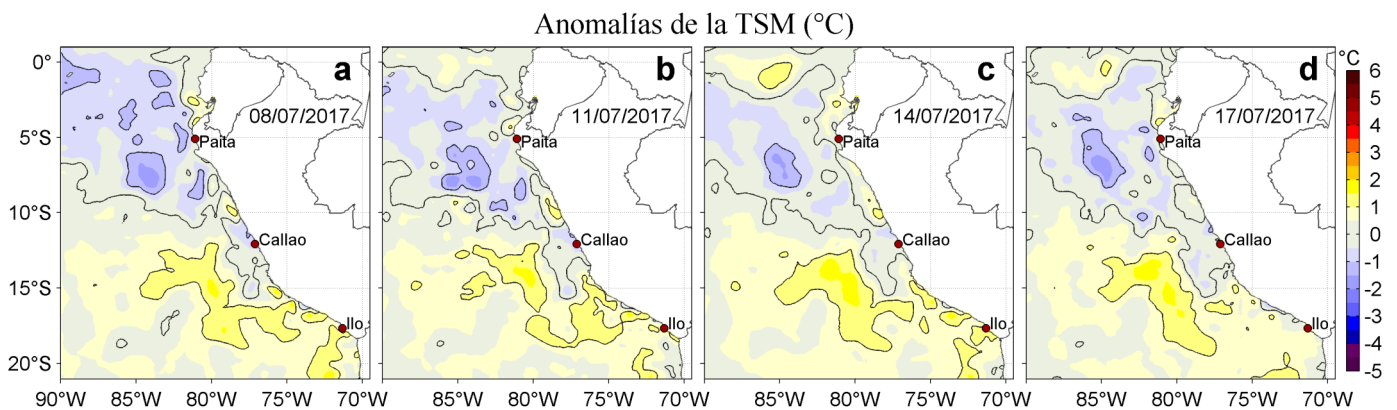 Anomalías de la TSM (°C)
a
08/07/2017
Paita
Callao
Ilo
b
11/07/2017
Paita
Callao
Ilo
c
14/07/2017
Paita
Callao
Ilo
d
17/07/2017
Paita
Callao
Ilo
0°
5°S
10°S
15°S
20°S
90°W 85°W 80°W 75°W 70°W
85°W 80°W 75°W 70°W
85°W 80°W 75°W 70°W
85°W 80°W 75°W 70°W
°C
6
5
4
3
2
1
0
-1
-2
-3
-4
-5